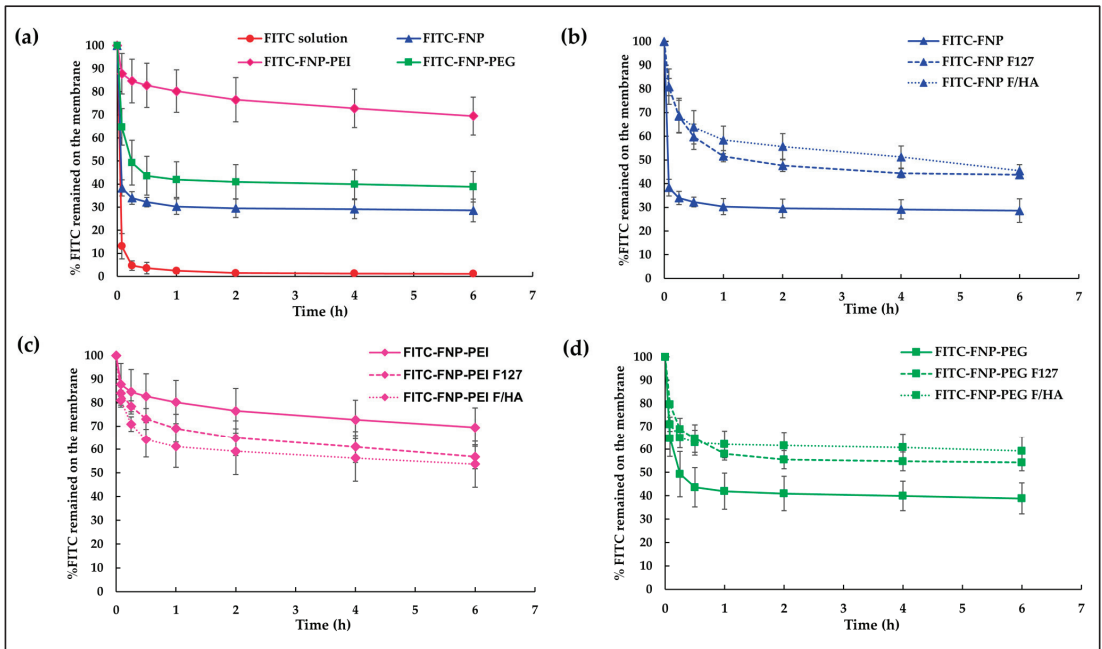 (a)
FITC solution
FITC-FNP
FITC-FNP-PEI
FITC-FNP-PEG
% FITC remained on the membrane
100
90
80
70
60
50
40
30
20
10
0
0 1 2 3 4 5 6 7
Time (h)
(b)
FITC-FNP
FITC-FNP F127
FITC-FNP F/HA
%FITC remained on the membrane
100
90
80
70
60
50
40
30
20
10
0
0 1 2 3 4 5 6 7
Time (h)
(c)
FITC-FNP-PEI
FITC-FNP-PEI F127
FITC-FNP-PEI F/HA
%FITC remained on the membrane
100
90
80
70
60
50
40
30
20
10
0
0 1 2 3 4 5 6 7
Time (h)
(d)
FITC-FNP-PEG
FITC-FNP-PEG F127
FITC-FNP-PEG F/HA
% FITC remained on the membrane
100
90
80
70
60
50
40
30
20
10
0
0 1 2 3 4 5 6 7
Time (h)